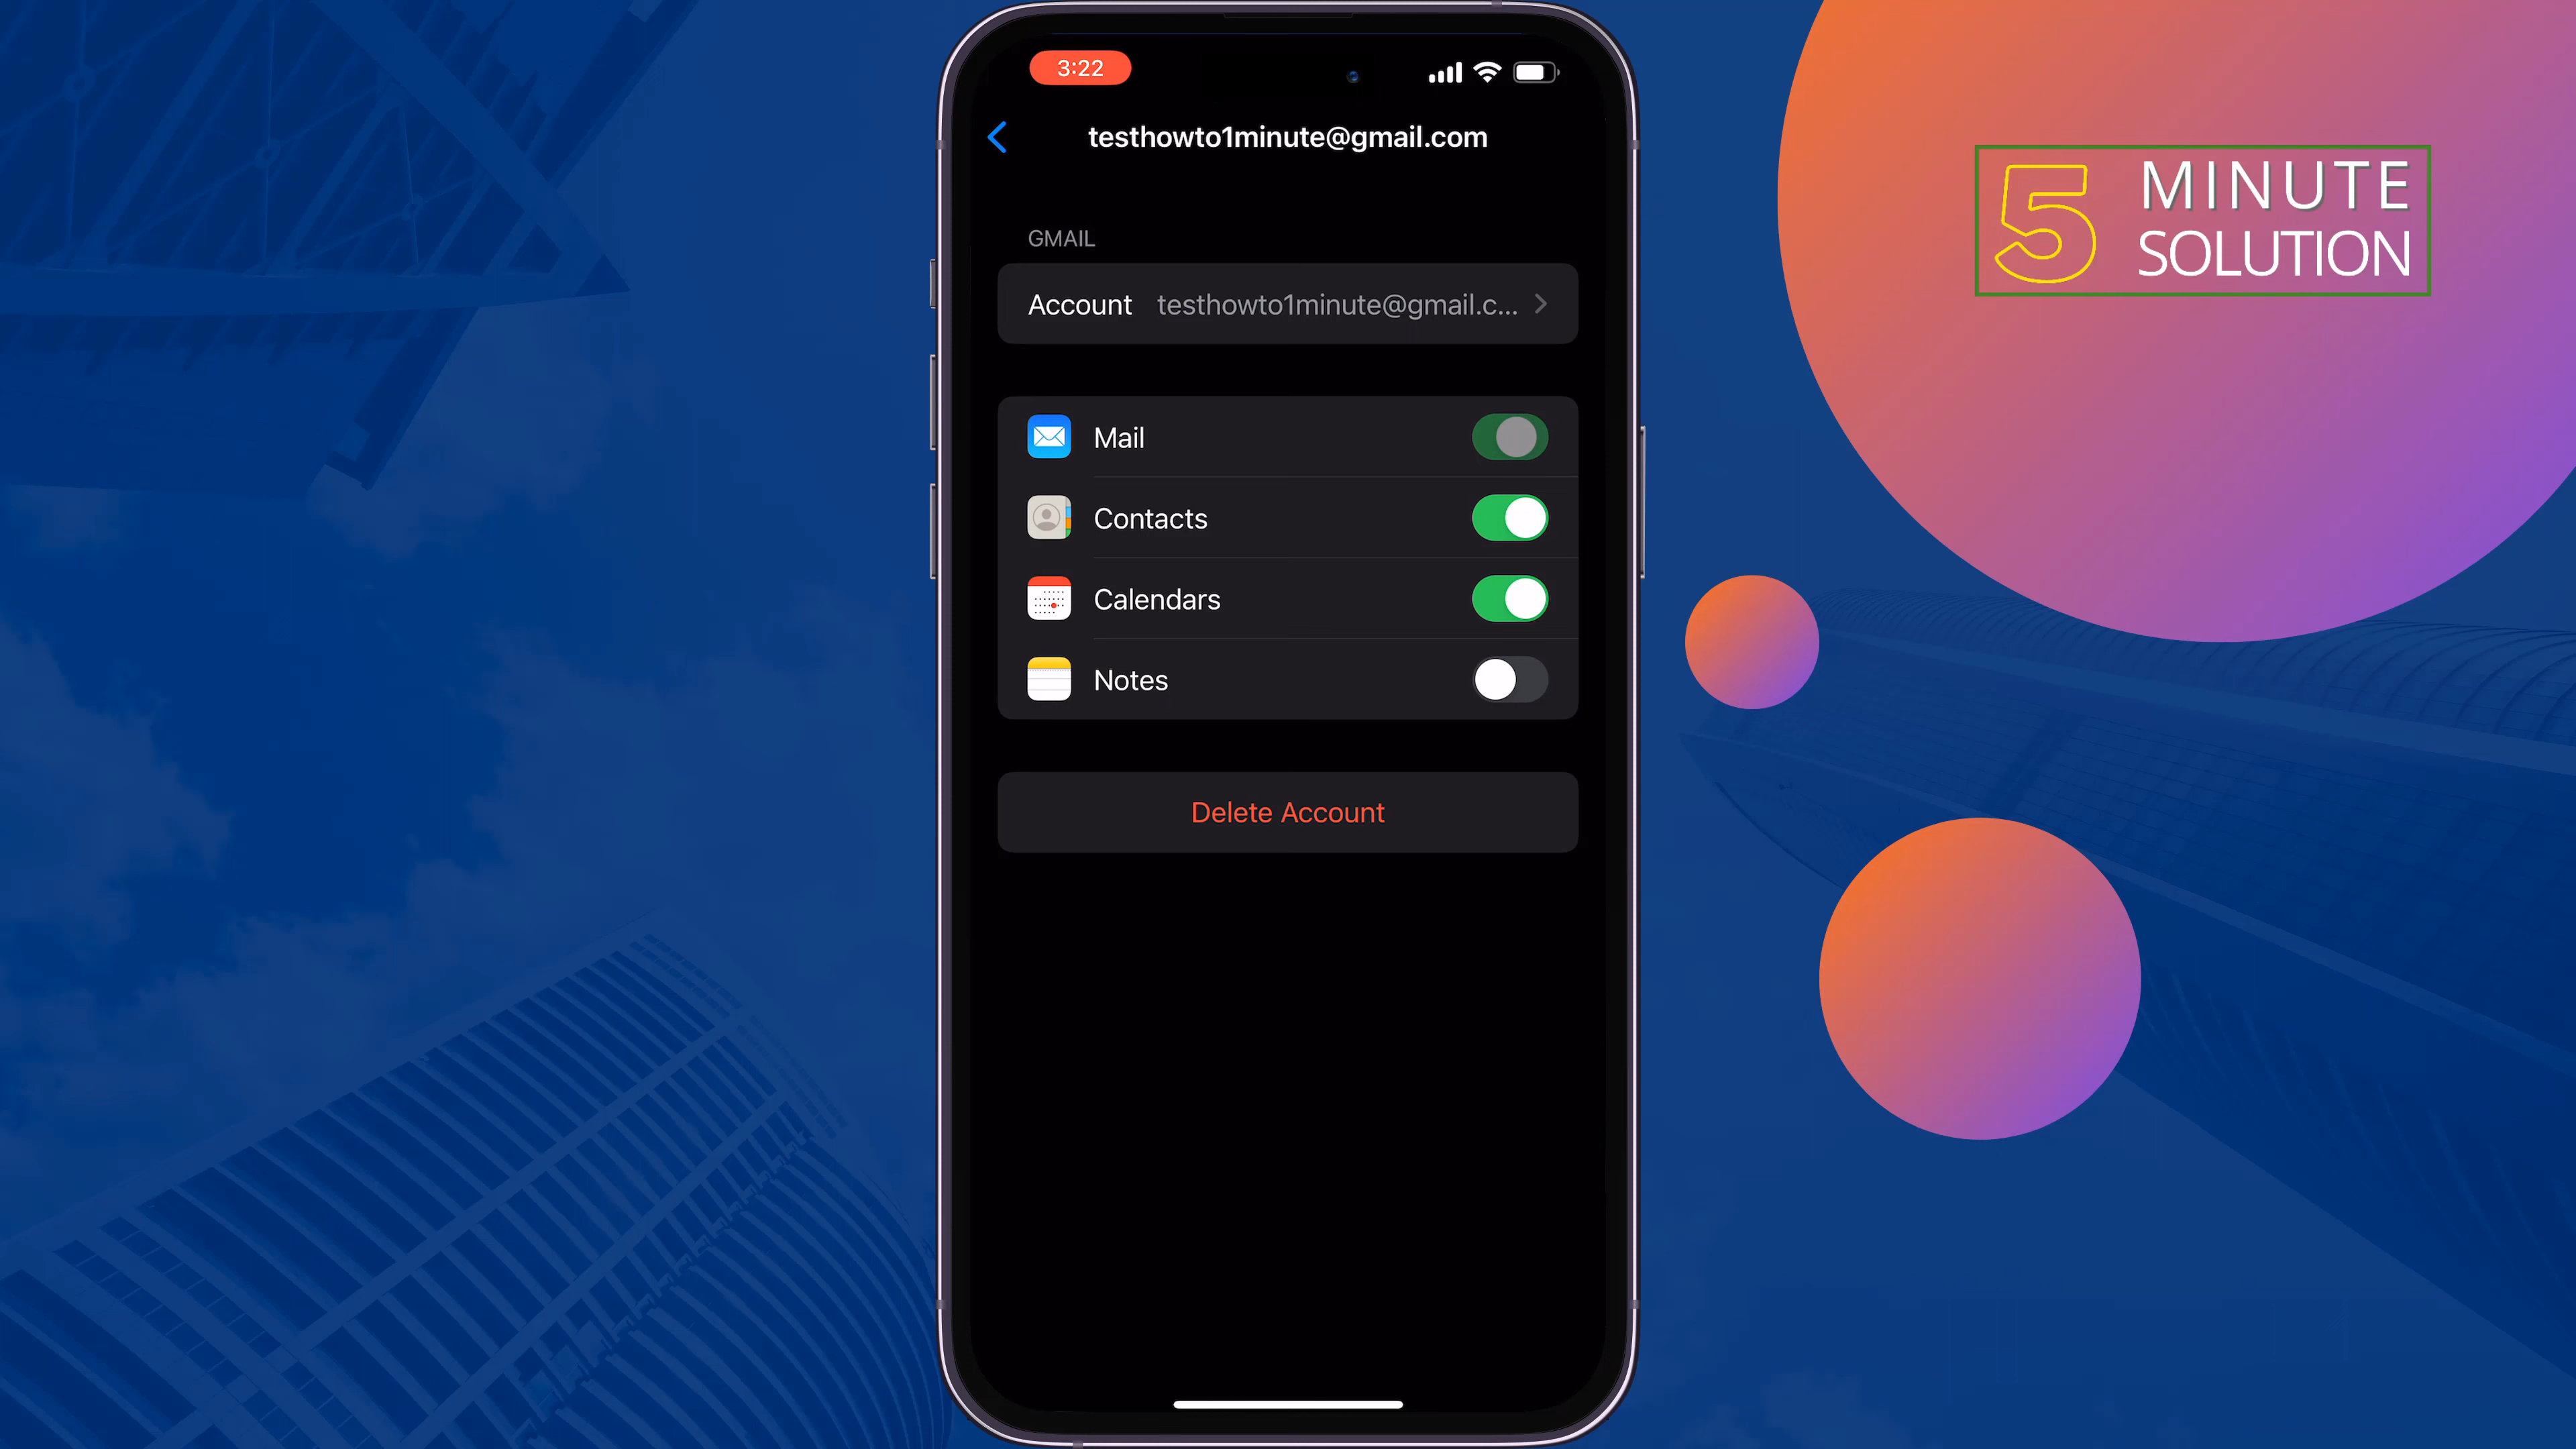 3:22
testhowto1minute@gmail.com
5 MINUTE
SOLUTION
GMAIL
Account testhowto1minute@gmail.c...
Mail
Contacts
Calendars
Notes
Delete Account